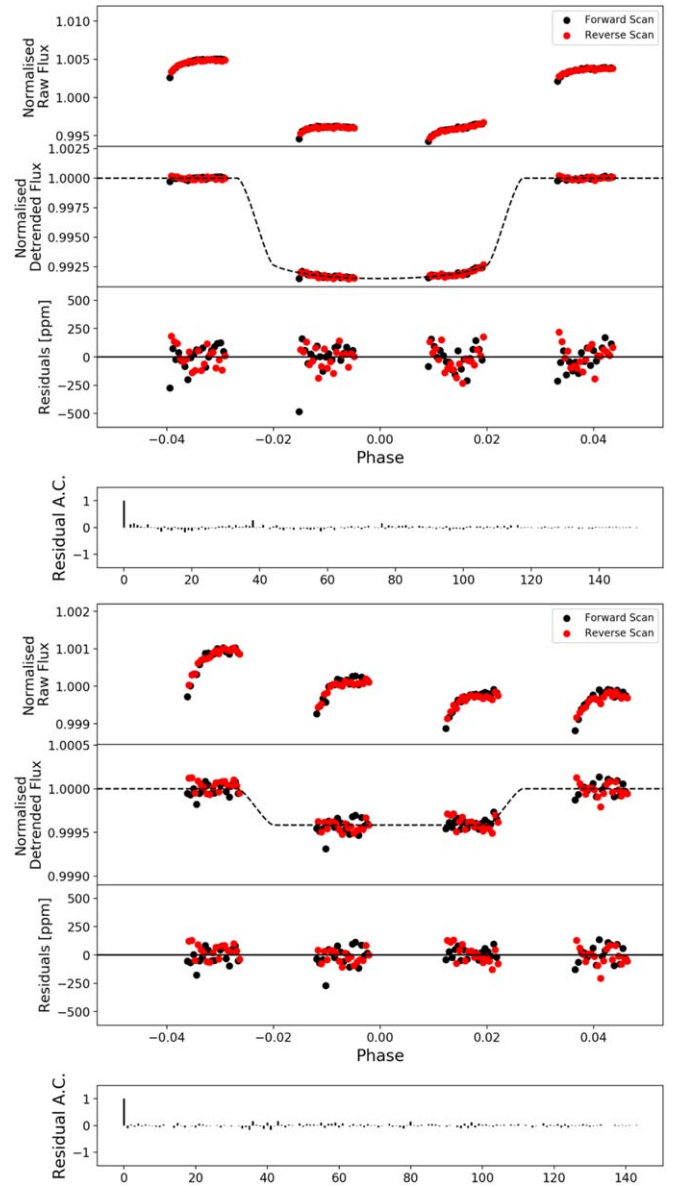 1.010
1.005
1.000
0.995
Normalised
Raw Flux
Forward Scan
Reverse Scan
1.0025
1.0000
0.9975
0.9950
0.9925
Normalised
Detrended Flux
500
250
0
−250
−500
Residuals [ppm]
−0.04 −0.02 0.00 0.02 0.04
Phase
1
0
−1
Residual A.C.
0 20 40 60 80 100 120 140
1.002
1.001
1.000
0.999
Normalised
Raw Flux
Forward Scan
Reverse Scan
1.0005
1.0000
0.9995
0.9990
Normalised
Detrended Flux
500
250
0
−250
−500
Residuals [ppm]
−0.04 −0.02 0.00 0.02 0.04
Phase
1
0
−1
Residual A.C.
0 20 40 60 80 100 120 140